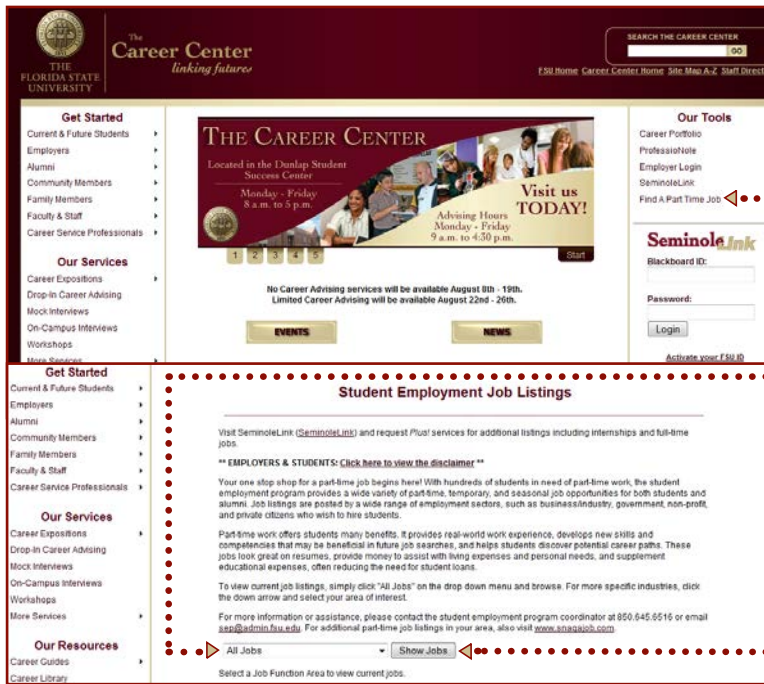 THE
FLORIDA STATE
UNIVERSITY
The
Career Center
linking futures
SEARCH THE CAREER CENTER
GO
FSU Home Career Center Home Site Map A-Z Staff Direct
Get Started
Current & Future Students
Employers
Alumni
Community Members
Family Members
Faculty & Staff
Career Service Professionals
Our Services
Career Expositions
Drop-In Career Advising
Mock Interviews
On-Campus Interviews
Workshops
More Services
THE CAREER CENTER
Located in the Dunlap Student
Success Center
Monday - Friday
8 a.m. to 5 p.m.
Advising Hours
Monday - Friday
9 a.m. to 4:30 p.m.
Visit us
TODAY!
1 2 3 4 5
Start
No Career Advising services will be available August 8th - 19th.
Limited Career Advising will be available August 22nd - 26th.
EVENTS
NEWS
Our Tools
Career Portfolio
ProfessioNote
Employer Login
SeminoleLink
Find A Part Time Job
SeminoleLink
Blackboard ID:
Password:
Login
Activate your FSU ID
Get Started
Current & Future Students
Employers
Alumni
Community Members
Family Members
Faculty & Staff
Career Service Professionals
Our Services
Career Expositions
Drop-In Career Advising
Mock Interviews
On-Campus Interviews
Workshops
More Services
Our Resources
Career Guides
Career Library
Student Employment Job Listings
Visit SeminoleLink (SeminoleLink) and request Plus! services for additional listings including internships and full-time
jobs.
** EMPLOYERS & STUDENTS: Click here to view the disclaimer **
Your one stop shop for a part-time job begins here! With hundreds of students in need of part-time work, the student
employment program provides a wide variety of part-time, temporary, and seasonal job opportunities for both students and
alumni. Job listings are posted by a wide range of employment sectors, such as business/industry, government, non-profit,
and private citizens who wish to hire students.
Part-time work offers students many benefits. It provides real-world work experience, develops new skills and
competencies that may be beneficial in future job searches, and helps students discover potential career paths. These
jobs look great on resumes, provide money to assist with living expenses and personal needs, and supplement
educational expenses, often reducing the need for student loans.
To view current job listings, simply click "All Jobs" on the drop down menu and browse. For more specific industries, click
the down arrow and select your area of interest.
For more information or assistance, please contact the student employment program coordinator at 850.645.6516 or email
sep@admin.fsu.edu. For additional part-time job listings in your area, also visit www.snagajob.com.
All Jobs
Show Jobs
Select a Job Function Area to view current jobs.